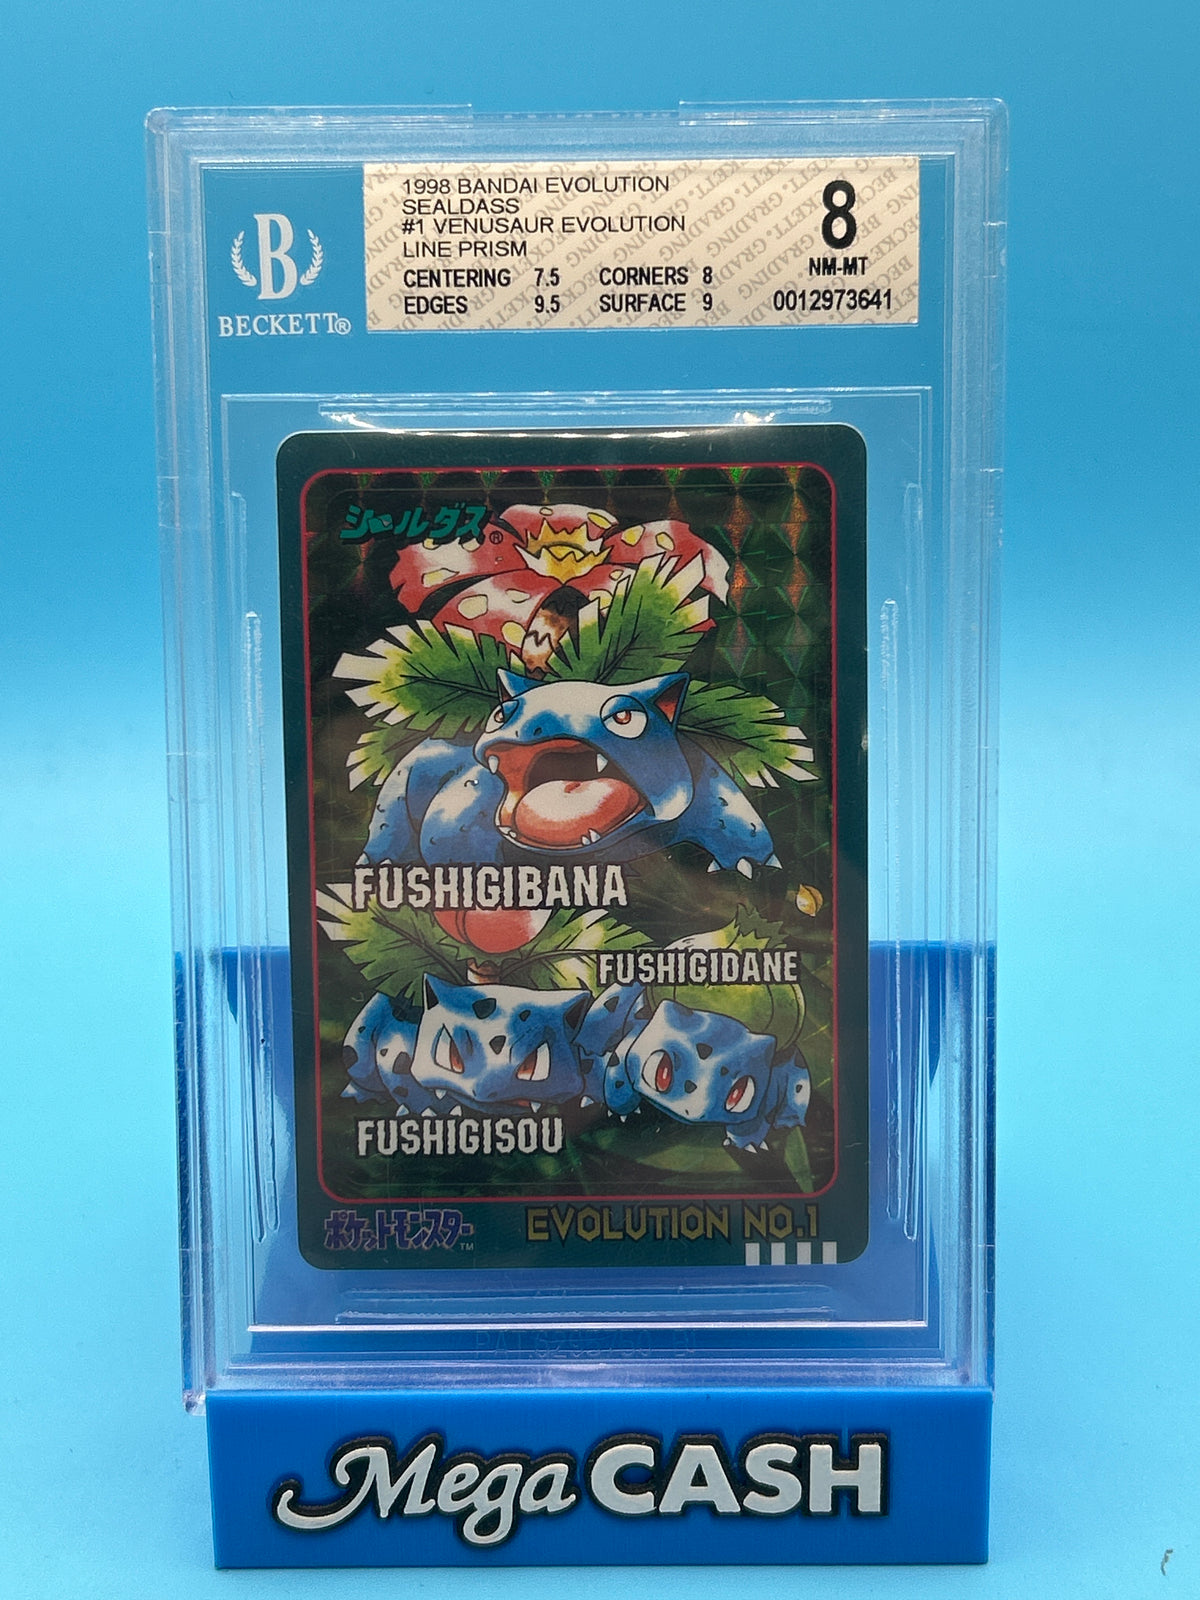 1998 BANDAI EVOLUTION
SEALDASS
#1 VENUSAUR EVOLUTION
LINE PRISM
CENTERING 7.5 CORNERS 8
EDGES 9.5 SURFACE 9
8
NM-MT
0012973641
B
BECKETT®
シールダス®
FUSHIGIBANA
FUSHIGIDANE
FUSHIGISOU
ポケットモンスター™
EVOLUTION NO.1
Mega CASH